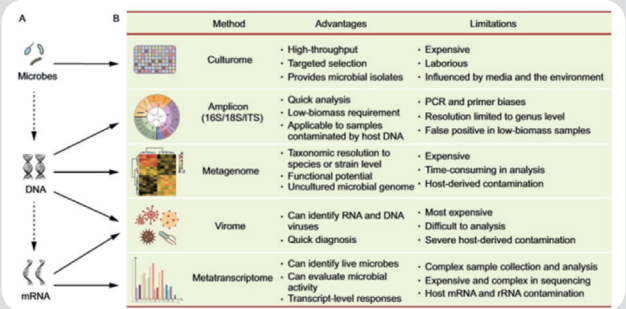 A
B
Method Advantages Limitations
Microbes
Culturome
· High-throughput
· Targeted selection
· Provides microbial isolates
· Expensive
· Laborious
· Influenced by media and the environment
Amplicon
(16S/18S/ITS)
· Quick analysis
· Low-biomass requirement
· Applicable to samples
contaminated by host DNA
· PCR and primer biases
· Resolution limited to genus level
· False positive in low-biomass samples
DNA
Metagenome
· Taxonomic resolution to
species or strain level
· Functional potential
· Uncultured microbial genome
· Expensive
· Time-consuming in analysis
· Host-derived contamination
Virome
· Can identify RNA and DNA
viruses
· Quick diagnosis
· Most expensive
· Difficult to analysis
· Severe host-derived contamination
mRNA
Metatranscriptome
· Can identify live microbes
· Can evaluate microbial
activity
· Transcript-level responses
· Complex sample collection and analysis
· Expensive and complex in sequencing
· Host mRNA and rRNA contamination